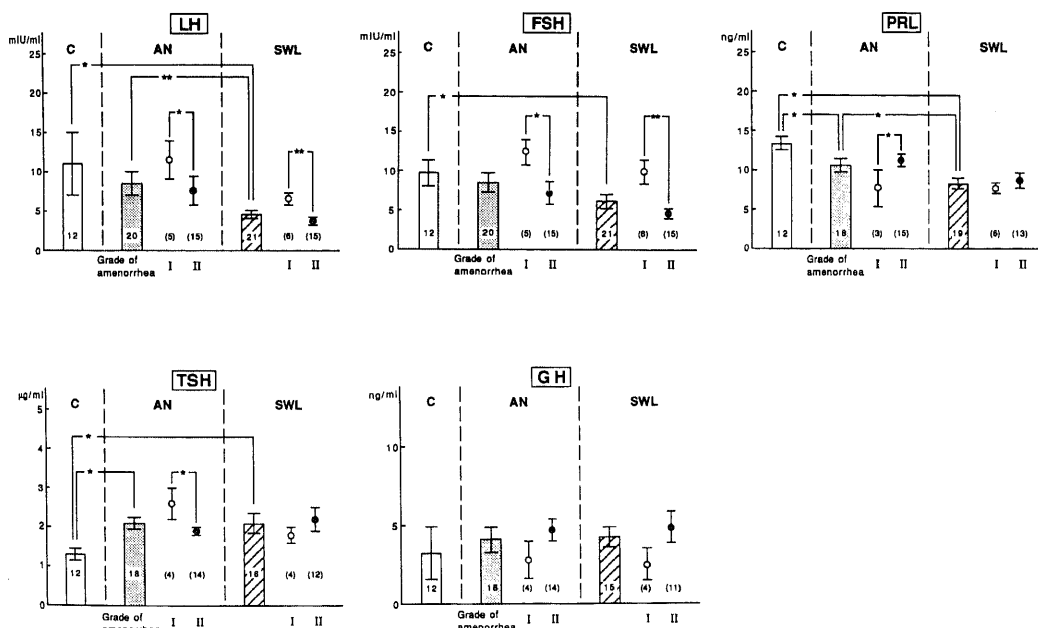 LH
mIU/ml
C
AN
SWL
25
20
15
10
5
0
*
**
*
**
12
20
(5)
(15)
21
(6)
(15)
Grade of
amenorrhea
I
II
I
II
FSH
mIU/ml
C
AN
SWL
25
20
15
10
5
0
*
*
**
12
20
(5)
(15)
21
(6)
(15)
Grade of
amenorrhea
I
II
I
II
PRL
ng/ml
C
AN
SWL
25
20
15
10
5
0
*
*
*
*
12
18
(3)
(15)
19
(6)
(13)
Grade of
amenorrhea
I
II
I
II
TSH
μg/ml
C
AN
SWL
5
4
3
2
1
0
*
*
*
12
18
(4)
(14)
16
(4)
(12)
Grade of
amenorrhea
I
II
I
II
GH
ng/ml
C
AN
SWL
10
5
0
12
18
(4)
(14)
15
(4)
(11)
Grade of
amenorrhea
I
II
I
II